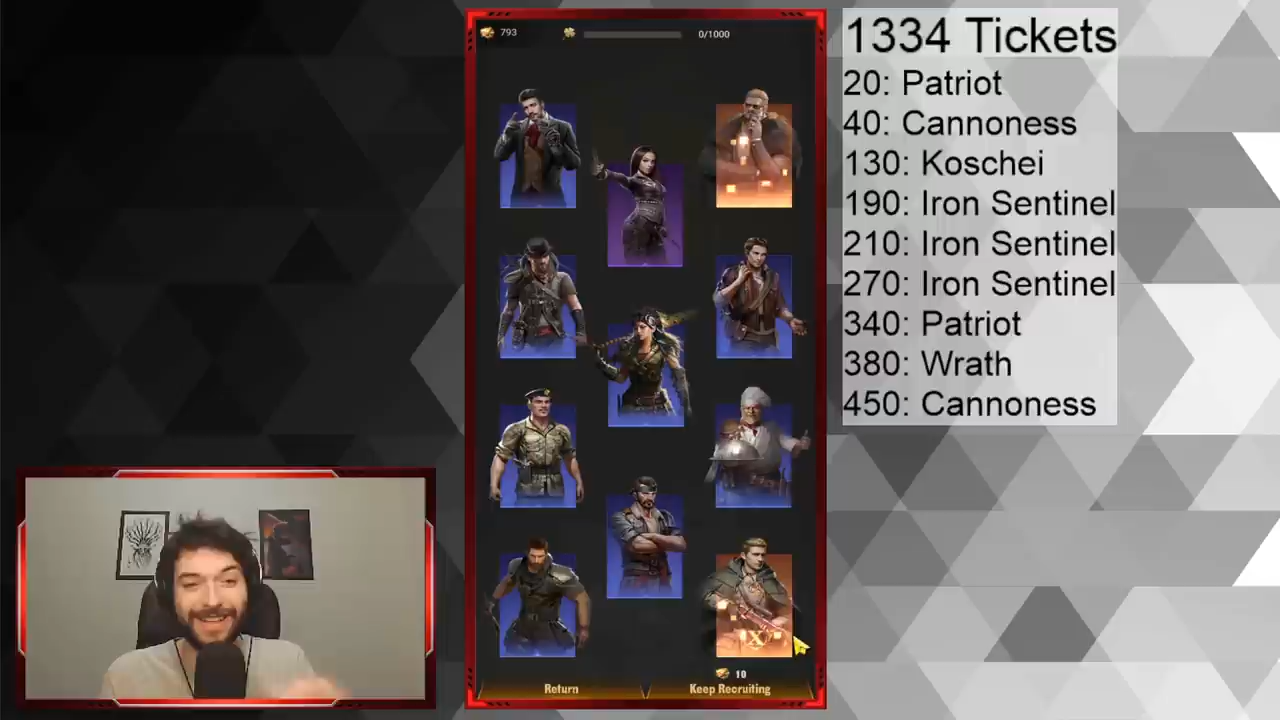 793
0/1000
1334 Tickets
20: Patriot
40: Cannoness
130: Koschei
190: Iron Sentinel
210: Iron Sentinel
270: Iron Sentinel
340: Patriot
380: Wrath
450: Cannoness
X
10
Return
Keep Recruiting